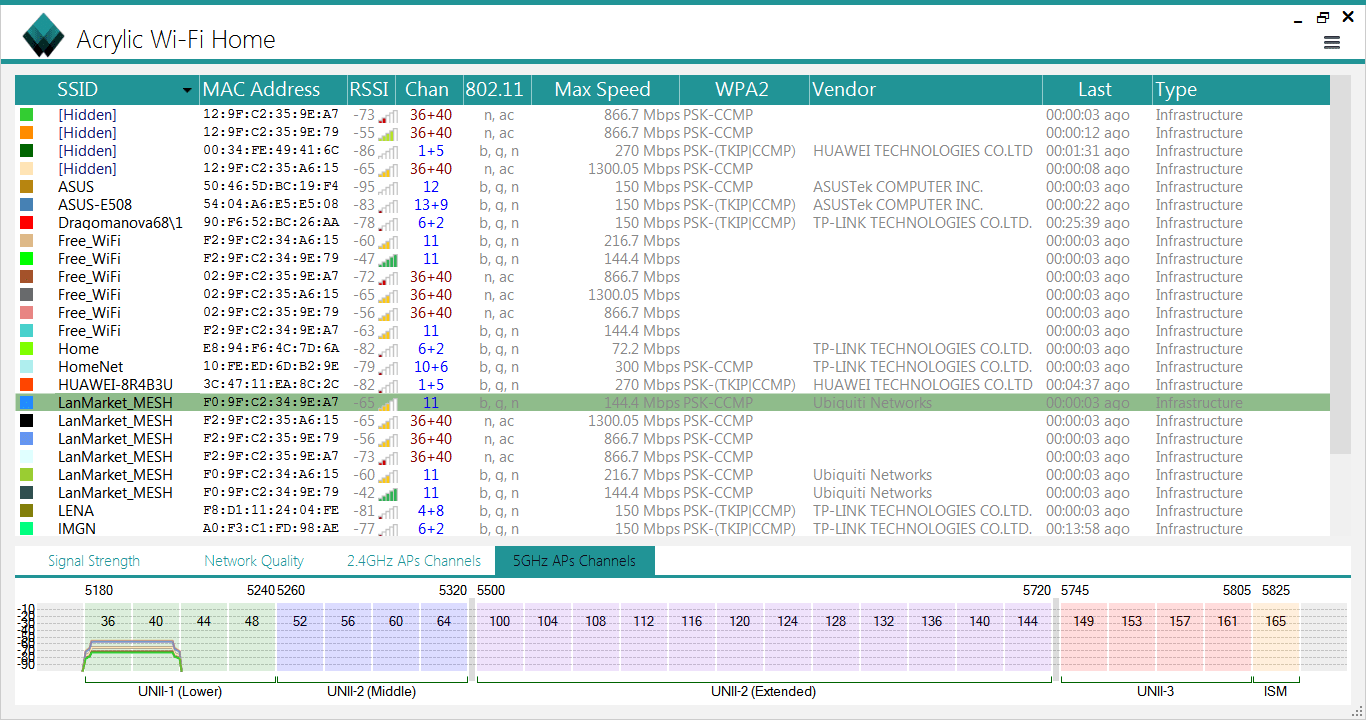 Acrylic Wi-Fi Home
SSID MAC Address RSSI Chan 802.11 Max Speed WPA2 Vendor Last Type
[Hidden] 12:9F:C2:35:9E:A7 -73 36+40 n, ac 866.7 Mbps PSK-CCMP 00:00:03 ago Infrastructure
[Hidden] 12:9F:C2:35:9E:79 -55 36+40 n, ac 866.7 Mbps PSK-CCMP 00:00:12 ago Infrastructure
[Hidden] 00:34:FE:49:41:6C -86 1+5 b, g, n 270 Mbps PSK-(TKIP|CCMP) HUAWEI TECHNOLOGIES CO.LTD 00:01:31 ago Infrastructure
[Hidden] 12:9F:C2:35:A6:15 -65 36+40 n, ac 1300.05 Mbps PSK-CCMP 00:00:08 ago Infrastructure
ASUS 50:46:5D:BC:19:F4 -95 12 b, g, n 150 Mbps PSK-CCMP ASUSTek COMPUTER INC. 00:00:03 ago Infrastructure
ASUS-E508 54:04:A6:E5:E5:08 -83 13+9 b, g, n 150 Mbps PSK-(TKIP|CCMP) ASUSTek COMPUTER INC. 00:00:22 ago Infrastructure
Dragomanova68\1 90:F6:52:BC:26:AA -78 6+2 b, g, n 150 Mbps PSK-(TKIP|CCMP) TP-LINK TECHNOLOGIES CO.LTD. 00:25:39 ago Infrastructure
Free_WiFi F2:9F:C2:34:A6:15 -60 11 b, g, n 216.7 Mbps 00:00:03 ago Infrastructure
Free_WiFi F2:9F:C2:34:9E:79 -47 11 b, g, n 144.4 Mbps 00:00:03 ago Infrastructure
Free_WiFi 02:9F:C2:35:9E:A7 -72 36+40 n, ac 866.7 Mbps 00:00:03 ago Infrastructure
Free_WiFi 02:9F:C2:35:A6:15 -65 36+40 n, ac 1300.05 Mbps 00:00:03 ago Infrastructure
Free_WiFi 02:9F:C2:35:9E:79 -56 36+40 n, ac 866.7 Mbps 00:00:03 ago Infrastructure
Free_WiFi F2:9F:C2:34:9E:A7 -63 11 b, g, n 144.4 Mbps 00:00:03 ago Infrastructure
Home E8:94:F6:4C:7D:6A -82 6+2 b, g, n 72.2 Mbps TP-LINK TECHNOLOGIES CO.LTD. 00:00:03 ago Infrastructure
HomeNet 10:FE:ED:6D:B2:9E -79 10+6 b, g, n 300 Mbps PSK-CCMP TP-LINK TECHNOLOGIES CO.LTD. 00:00:03 ago Infrastructure
HUAWEI-8R4B3U 3C:47:11:EA:8C:2C -82 1+5 b, g, n 270 Mbps PSK-(TKIP|CCMP) HUAWEI TECHNOLOGIES CO.LTD 00:04:37 ago Infrastructure
LanMarket_MESH F0:9F:C2:34:9E:A7 -65 11 b, g, n 144.4 Mbps PSK-CCMP Ubiquiti Networks 00:00:03 ago Infrastructure
LanMarket_MESH F2:9F:C2:35:A6:15 -65 36+40 n, ac 1300.05 Mbps PSK-CCMP 00:00:03 ago Infrastructure
LanMarket_MESH F2:9F:C2:35:9E:79 -56 36+40 n, ac 866.7 Mbps PSK-CCMP 00:00:03 ago Infrastructure
LanMarket_MESH F2:9F:C2:35:9E:A7 -73 36+40 n, ac 866.7 Mbps PSK-CCMP 00:00:03 ago Infrastructure
LanMarket_MESH F0:9F:C2:34:A6:15 -60 11 b, g, n 216.7 Mbps PSK-CCMP Ubiquiti Networks 00:00:03 ago Infrastructure
LanMarket_MESH F0:9F:C2:34:9E:79 -42 11 b, g, n 144.4 Mbps PSK-CCMP Ubiquiti Networks 00:00:03 ago Infrastructure
LENA F8:D1:11:24:04:FE -81 4+8 b, g, n 150 Mbps PSK-(TKIP|CCMP) TP-LINK TECHNOLOGIES CO.LTD. 00:00:03 ago Infrastructure
IMGN A0:F3:C1:FD:98:AE -77 6+2 b, g, n 150 Mbps PSK-(TKIP|CCMP) TP-LINK TECHNOLOGIES CO.LTD. 00:13:58 ago Infrastructure
Signal Strength Network Quality 2.4GHz APs Channels 5GHz APs Channels
5180 5240 5260 5320 5500 5720 5745 5805 5825
-10
-20
-30
-40
-50
-60
-70
-80
-90
36 40 44 48 52 56 60 64 100 104 108 112 116 120 124 128 132 136 140 144 149 153 157 161 165
UNII-1 (Lower) UNII-2 (Middle) UNII-2 (Extended) UNII-3 ISM